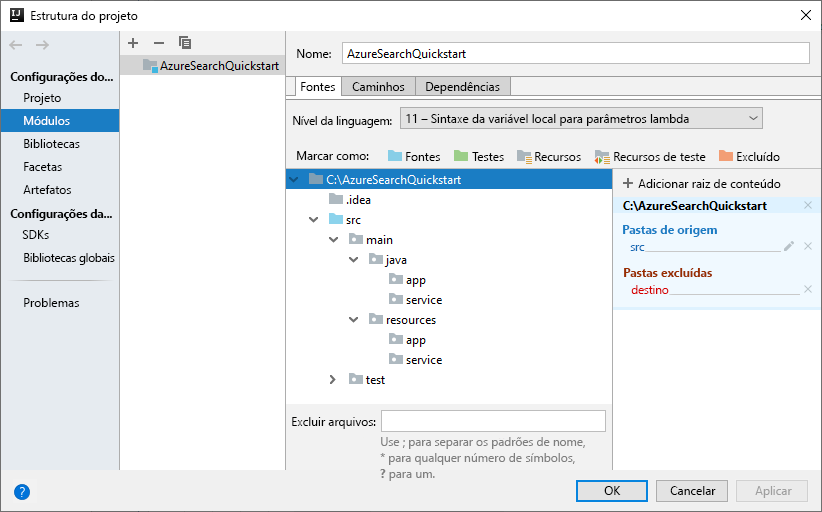 Estrutura do projeto
Configurações do...
Projeto
Módulos
Bibliotecas
Facetas
Artefatos
Configurações da...
SDKs
Bibliotecas globais
Problemas
AzureSearchQuickstart
Nome: AzureSearchQuickstart
Fontes Caminhos Dependências
Nível da linguagem: 11 – Sintaxe da variável local para parâmetros lambda
Marcar como: Fontes Testes Recursos Recursos de teste Excluído
C:\AzureSearchQuickstart
.idea
src
main
java
app
service
resources
app
service
test
+ Adicionar raiz de conteúdo
C:\AzureSearchQuickstart
Pastas de origem
src
Pastas excluídas
destino
Excluir arquivos:
Use ; para separar os padrões de nome,
* para qualquer número de símbolos,
? para um.
? OK Cancelar Aplicar